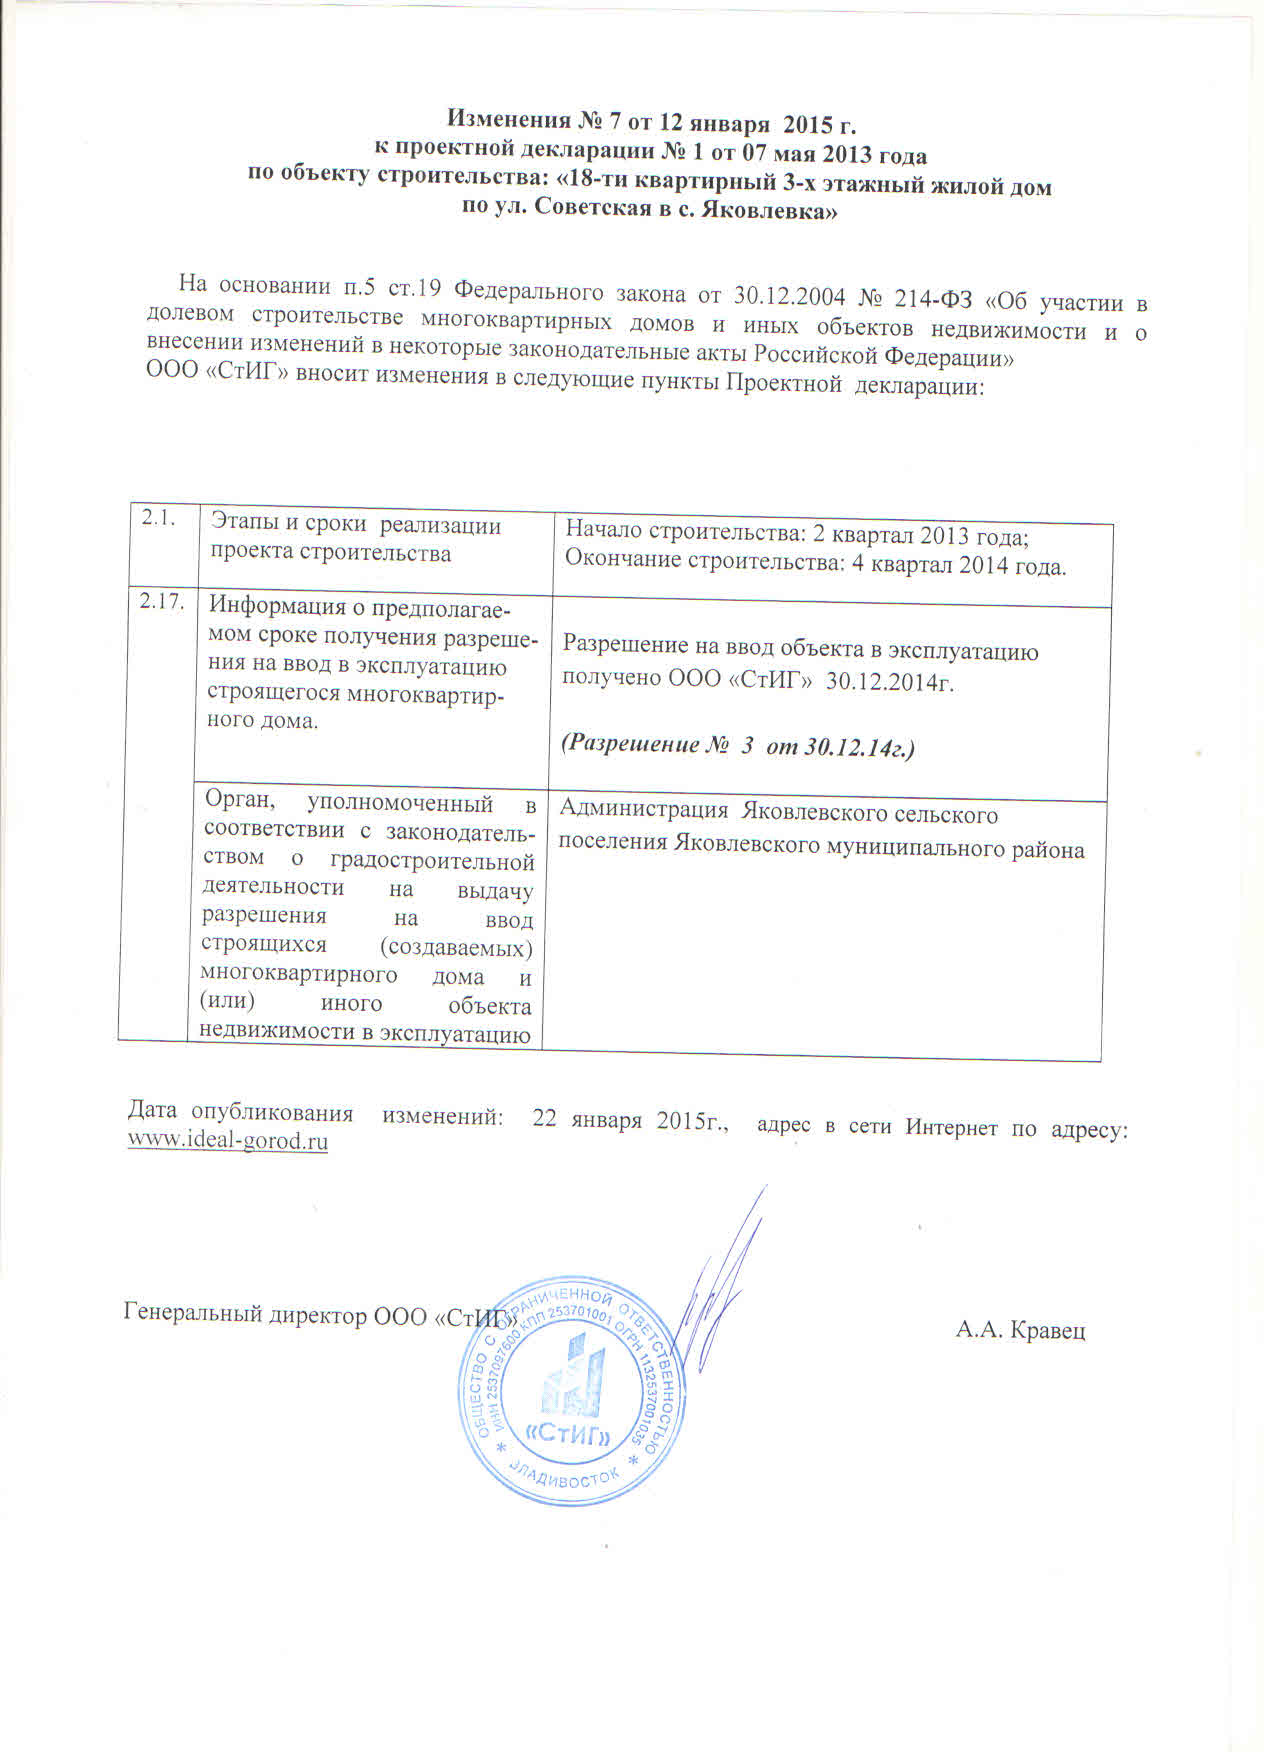 Изменения № 7 от 12 января 2015 г.
к проектной декларации № 1 от 07 мая 2013 года
по объекту строительства: «18-ти квартирный 3-х этажный жилой дом
по ул. Советская в с. Яковлевка»
На основании п.5 ст.19 Федерального закона от 30.12.2004 № 214-ФЗ «Об участии в
долевом строительстве многоквартирных домов и иных объектов недвижимости и о
внесении изменений в некоторые законодательные акты Российской Федерации»
ООО «СтИГ» вносит изменения в следующие пункты Проектной декларации:
2.1.
Этапы и сроки реализации
проекта строительства
Начало строительства: 2 квартал 2013 года;
Окончание строительства: 4 квартал 2014 года.
2.17.
Информация о предполагае-
мом сроке получения разреше-
ния на ввод в эксплуатацию
строящегося многоквартир-
ного дома.
Разрешение на ввод объекта в эксплуатацию
получено ООО «СтИГ» 30.12.2014г.
(Разрешение № 3 от 30.12.14г.)
Орган, уполномоченный в
соответствии с законодатель-
ством о градостроительной
деятельности на выдачу
разрешения на ввод
строящихся (создаваемых)
многоквартирного дома и
(или) иного объекта
недвижимости в эксплуатацию
Администрация Яковлевского сельского
поселения Яковлевского муниципального района
Дата опубликования изменений: 22 января 2015г., адрес в сети Интернет по адресу:
www.ideal-gorod.ru
Генеральный директор ООО «СтИГ»
А.А. Кравец
ОБЩЕСТВО С ОГРАНИЧЕННОЙ ОТВЕТСТВЕННОСТЬЮ
ИНН 2537097600 КПП 253701001 ОГРН 1132537001035
«СтИГ»
* ВЛАДИВОСТОК *